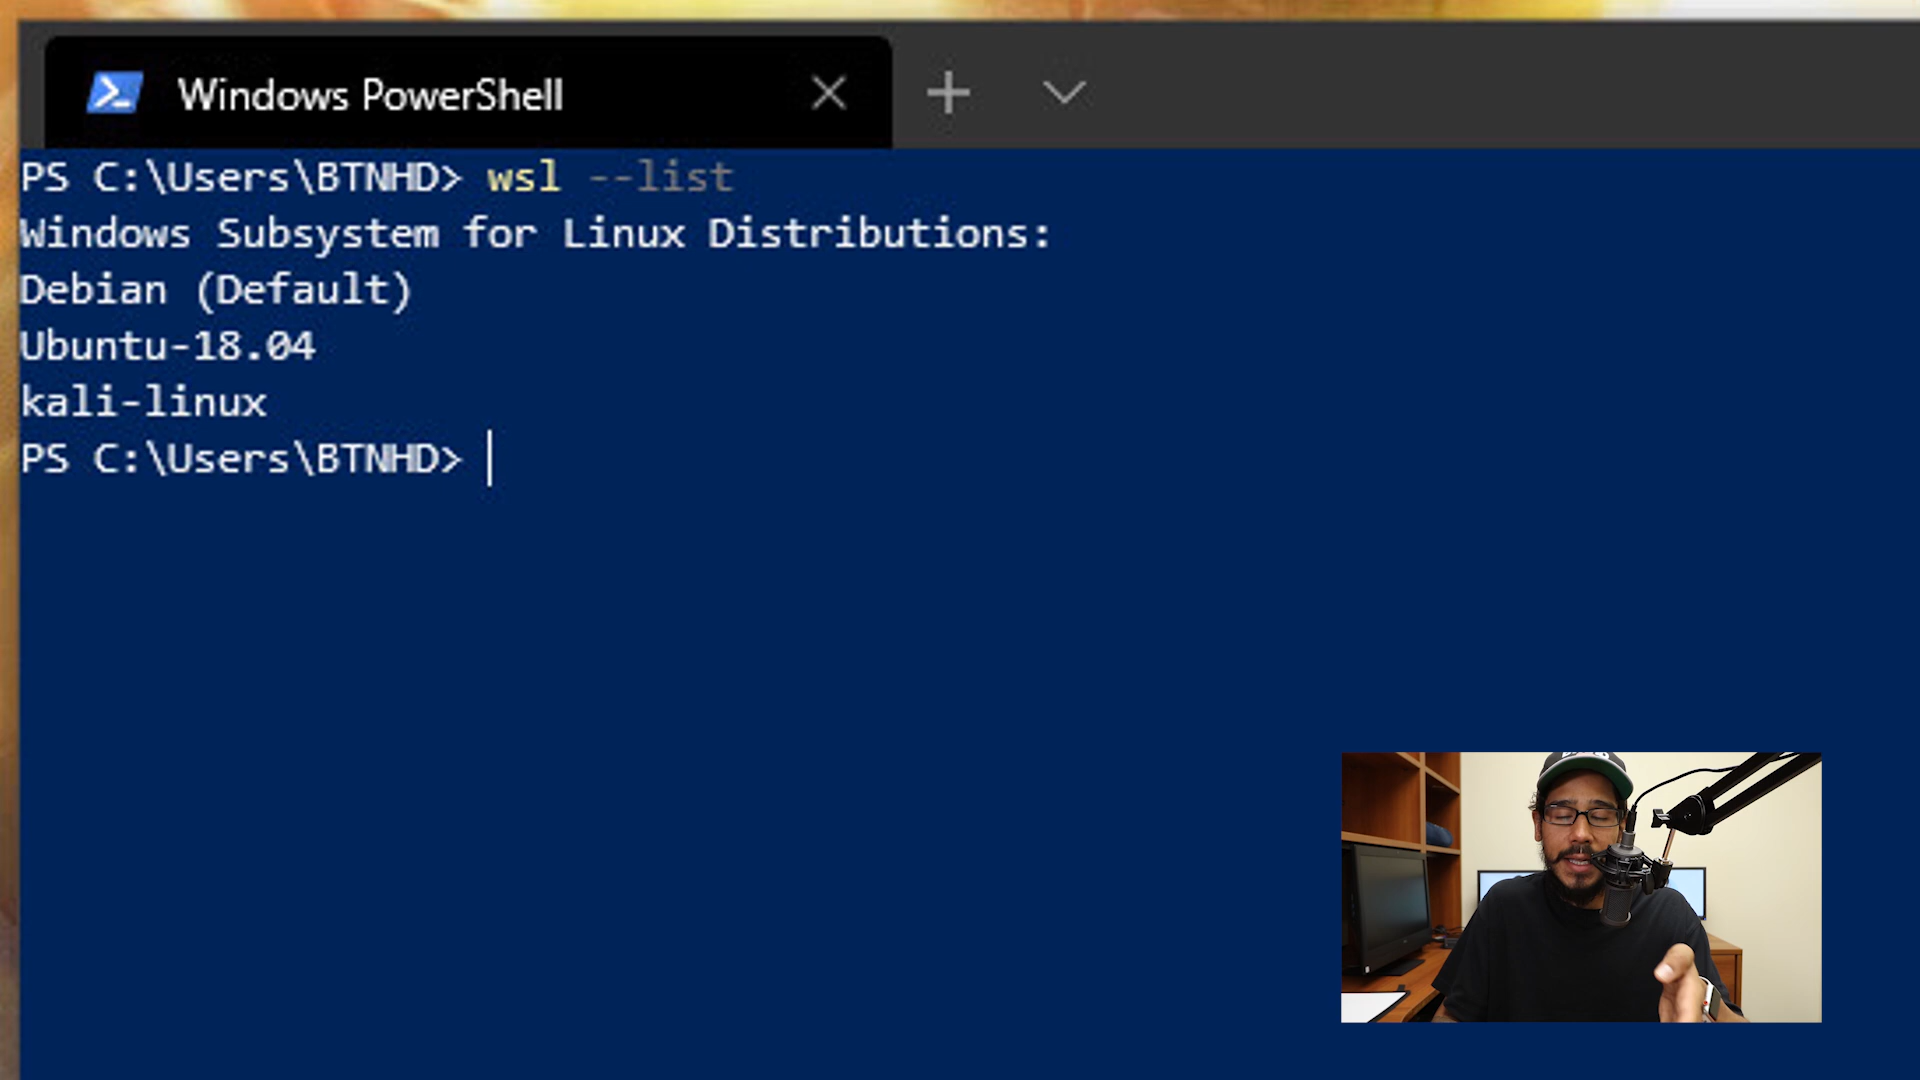 Windows PowerShell
PS C:\Users\BTNHD> wsl --list
Windows Subsystem for Linux Distributions:
Debian (Default)
Ubuntu-18.04
kali-linux
PS C:\Users\BTNHD>